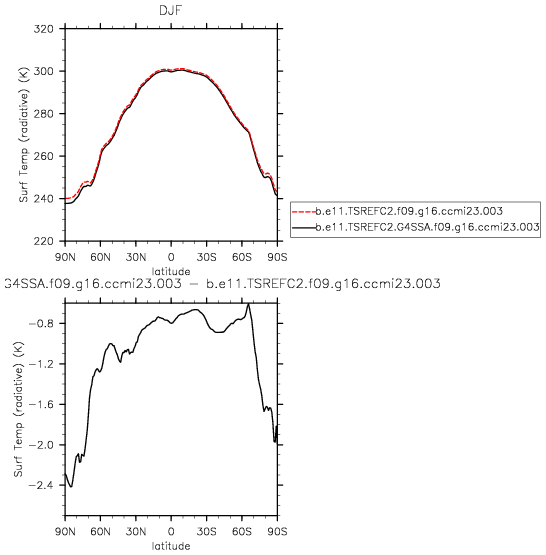 DJF
320
300
280
260
240
220
Surf Temp (radiative) (K)
90N 60N 30N 0 30S 60S 90S
latitude
b.e11.TSREFC2.f09.g16.ccmi23.003
b.e11.TSREFC2.G4SSA.f09.g16.ccmi23.003
G4SSA.f09.g16.ccmi23.003 − b.e11.TSREFC2.f09.g16.ccmi23.003
−0.8
−1.2
−1.6
−2.0
−2.4
Surf Temp (radiative) (K)
90N 60N 30N 0 30S 60S 90S
latitude